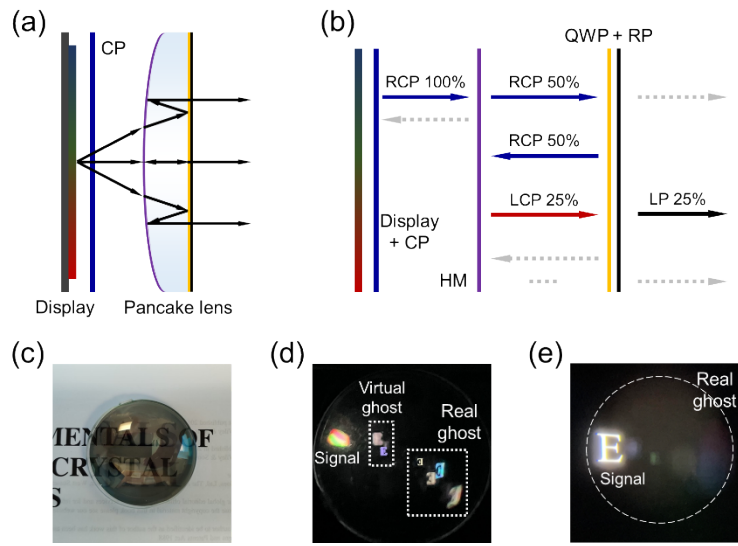 (a)
CP
Display
Pancake lens
(b)
QWP + RP
RCP 100%
RCP 50%
RCP 50%
LCP 25%
LP 25%
Display
+ CP
HM
(c)
MENTALS OF
CRYSTAL
S
(d)
Virtual
ghost
Real
ghost
Signal
E
E
E
(e)
Real
ghost
E
Signal